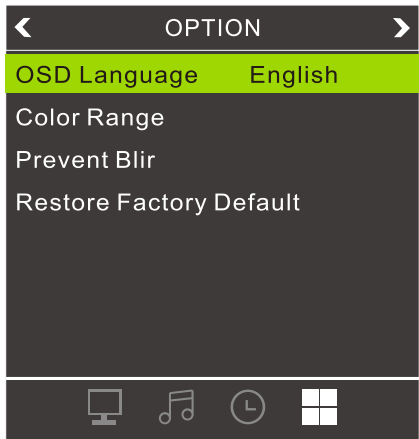 OPTION
OSD Language English
Color Range
Prevent Blir
Restore Factory Default